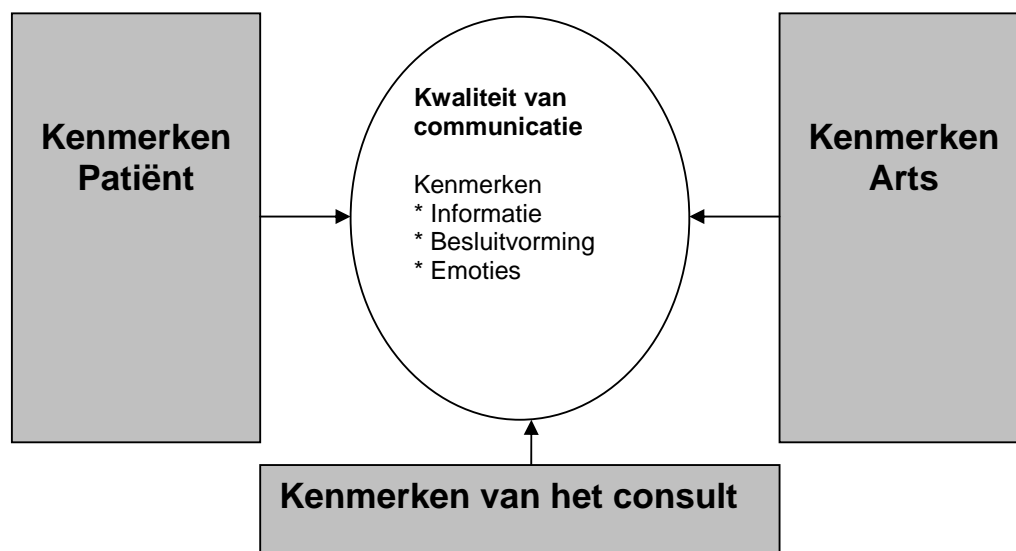 Kenmerken
Patiënt
Kwaliteit van
communicatie
Kenmerken
* Informatie
* Besluitvorming
* Emoties
Kenmerken
Arts
Kenmerken van het consult